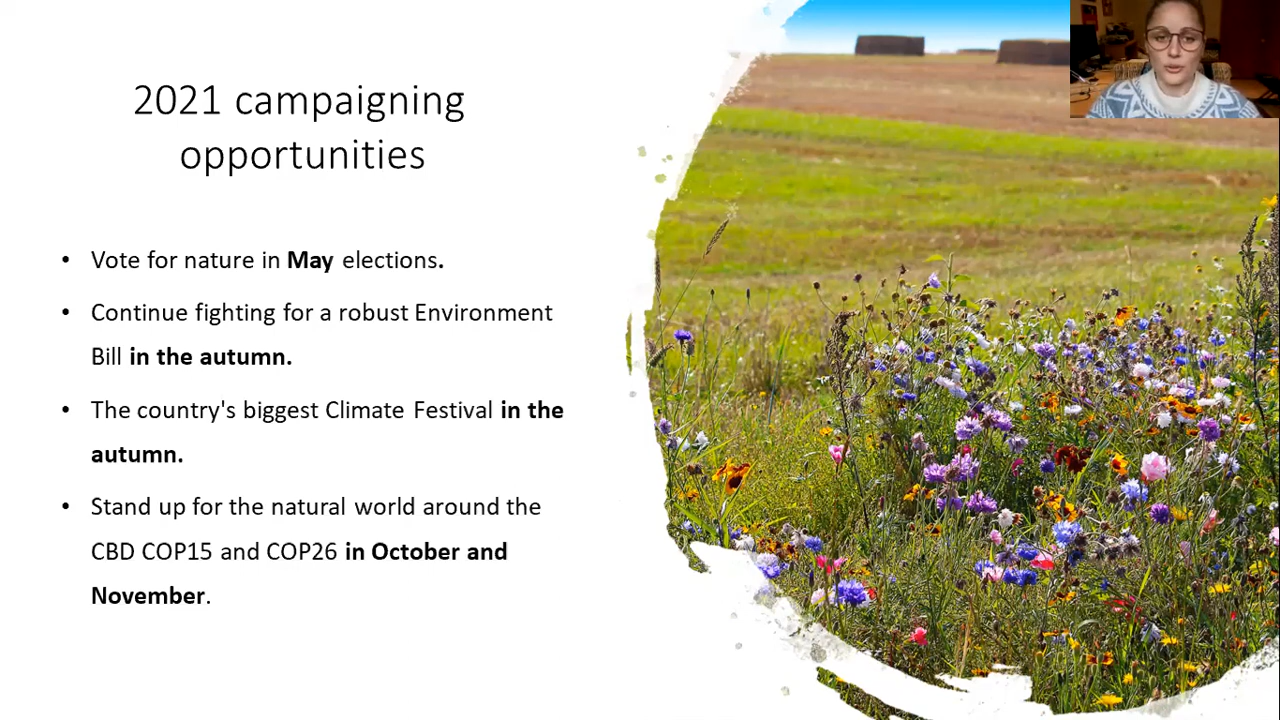 2021 campaigning
opportunities
• Vote for nature in May elections.
• Continue fighting for a robust Environment
Bill in the autumn.
• The country's biggest Climate Festival in the
autumn.
• Stand up for the natural world around the
CBD COP15 and COP26 in October and
November.